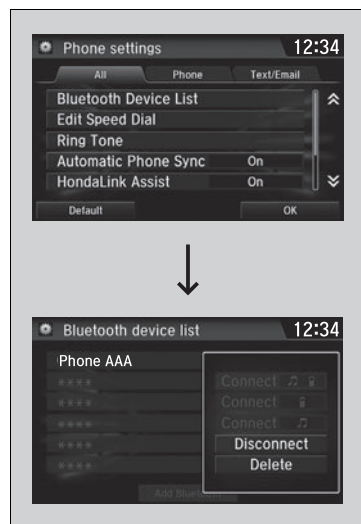 Phone settings 12:34
All Phone Text/Email
Bluetooth Device List
Edit Speed Dial
Ring Tone
Automatic Phone Sync On
HondaLink Assist On
Default OK
Bluetooth device list 12:34
Phone AAA
****
**** Connect
**** Connect
**** Connect
**** Disconnect
**** Delete
Add Bluetooth